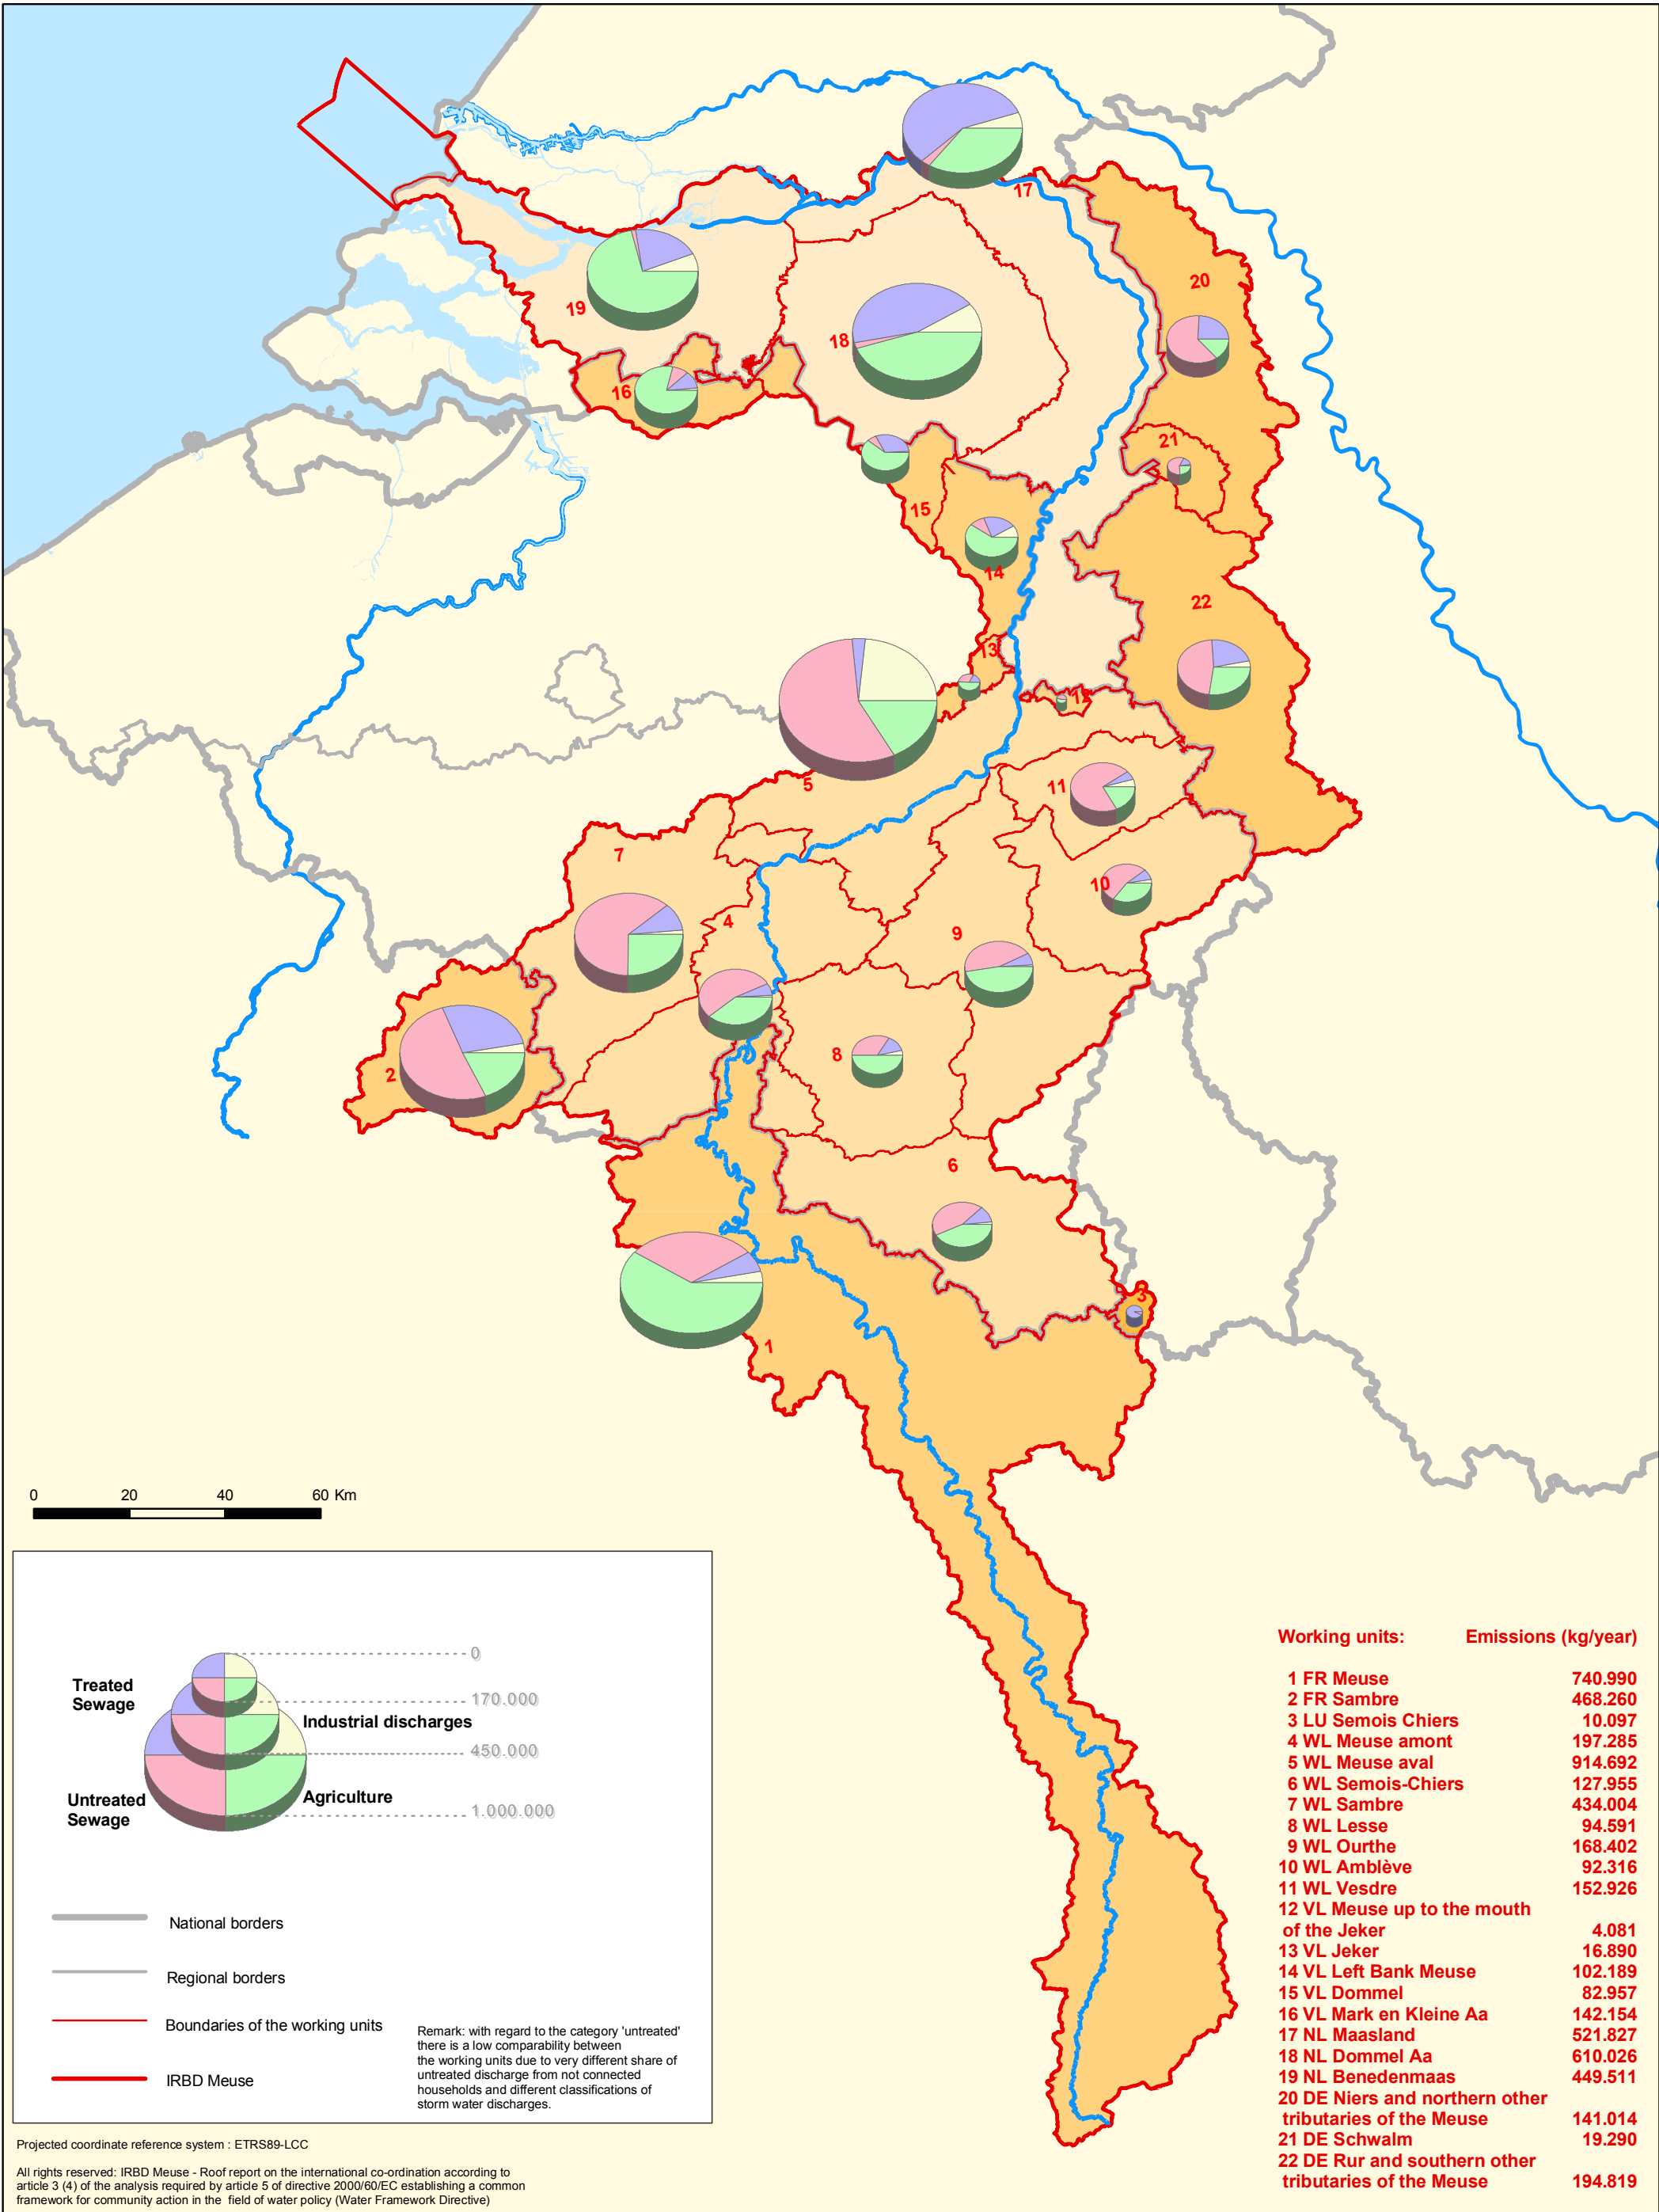 17
20
19
18
16
21
15
14
22
13
12
5
11
7
10
4
9
8
2
6
3
1
0 20 40 60 Km
Treated
Sewage
Industrial discharges
Untreated
Sewage
Agriculture
0
170.000
450.000
1.000.000
National borders
Regional borders
Boundaries of the working units
IRBD Meuse
Remark: with regard to the category 'untreated'
there is a low comparability between
the working units due to very different share of
untreated discharge from not connected
households and different classifications of
storm water discharges.
Working units: Emissions (kg/year)
1 FR Meuse 740.990
2 FR Sambre 468.260
3 LU Semois Chiers 10.097
4 WL Meuse amont 197.285
5 WL Meuse aval 914.692
6 WL Semois-Chiers 127.955
7 WL Sambre 434.004
8 WL Lesse 94.591
9 WL Ourthe 168.402
10 WL Amblève 92.316
11 WL Vesdre 152.926
12 VL Meuse up to the mouth
of the Jeker 4.081
13 VL Jeker 16.890
14 VL Left Bank Meuse 102.189
15 VL Dommel 82.957
16 VL Mark en Kleine Aa 142.154
17 NL Maasland 521.827
18 NL Dommel Aa 610.026
19 NL Benedenmaas 449.511
20 DE Niers and northern other
tributaries of the Meuse 141.014
21 DE Schwalm 19.290
22 DE Rur and southern other
tributaries of the Meuse 194.819
Projected coordinate reference system : ETRS89-LCC
All rights reserved: IRBD Meuse - Roof report on the international co-ordination according to
article 3 (4) of the analysis required by article 5 of directive 2000/60/EC establishing a common
framework for community action in the field of water policy (Water Framework Directive)